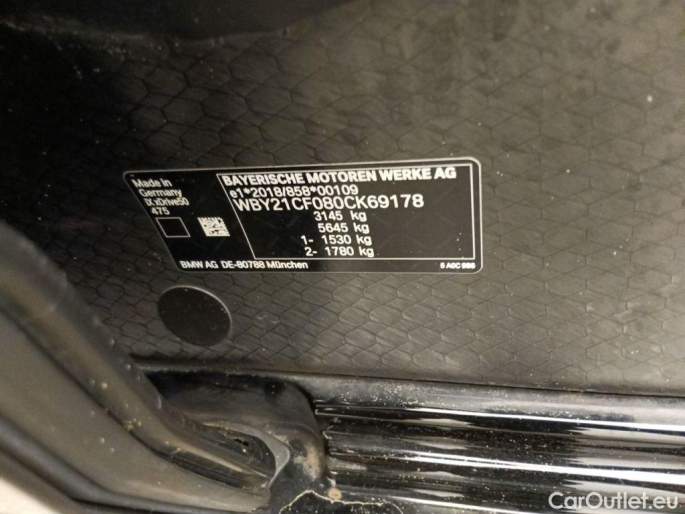 BAYERISCHE MOTOREN WERKE AG
e1*2018/858*00109
WBY21CF080CK69178
3145 kg
5645 kg
1- 1530 kg
2- 1780 kg
Made in
Germany
iX xDrive50
475
BMW AG DE-80788 München
CarOutlet.eu